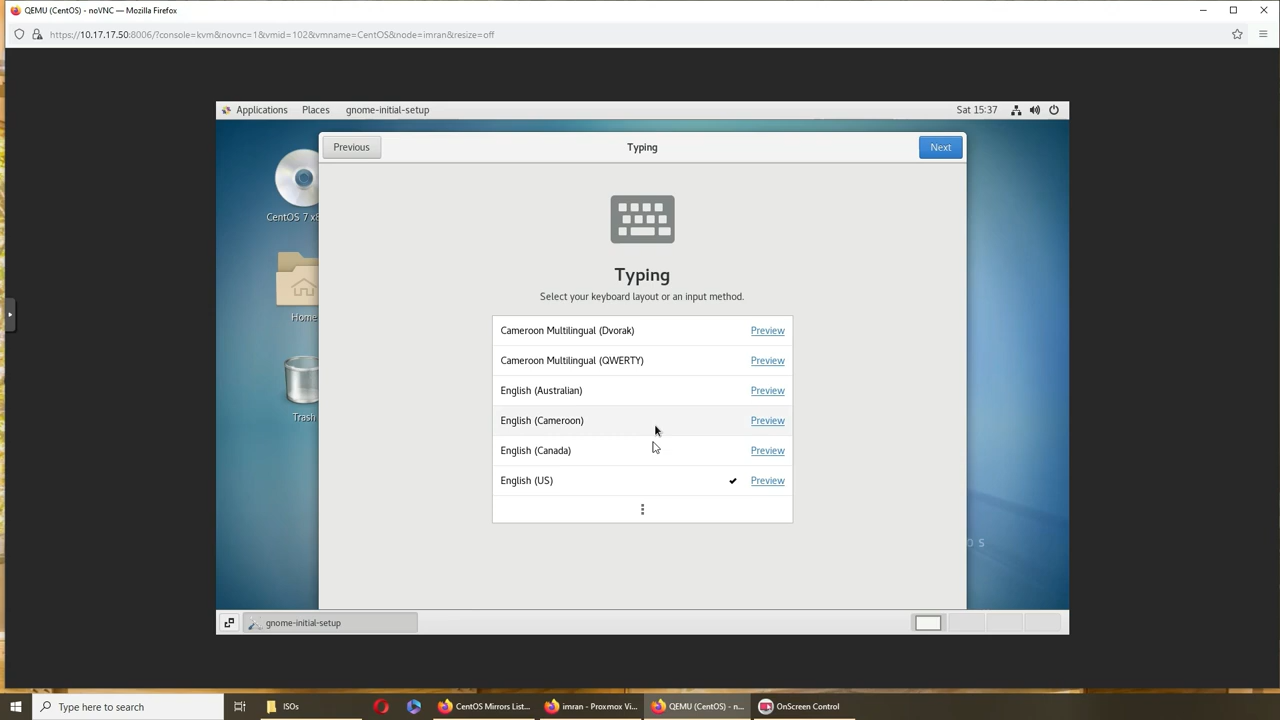 QEMU (CentOS) - noVNC — Mozilla Firefox
https://10.17.17.50:8006/?console=kvm&novnc=1&vmid=102&vmname=CentOS&node=imran&resize=off
Applications Places gnome-initial-setup Sat 15:37
Previous Typing Next
CentOS 7 x8
Home
Trash
Typing
Select your keyboard layout or an input method.
Cameroon Multilingual (Dvorak) Preview
Cameroon Multilingual (QWERTY) Preview
English (Australian) Preview
English (Cameroon) Preview
English (Canada) Preview
English (US) Preview
O S
gnome-initial-setup
Type here to search ISOs CentOS Mirrors List... imran - Proxmox Vi... QEMU (CentOS) - n... OnScreen Control